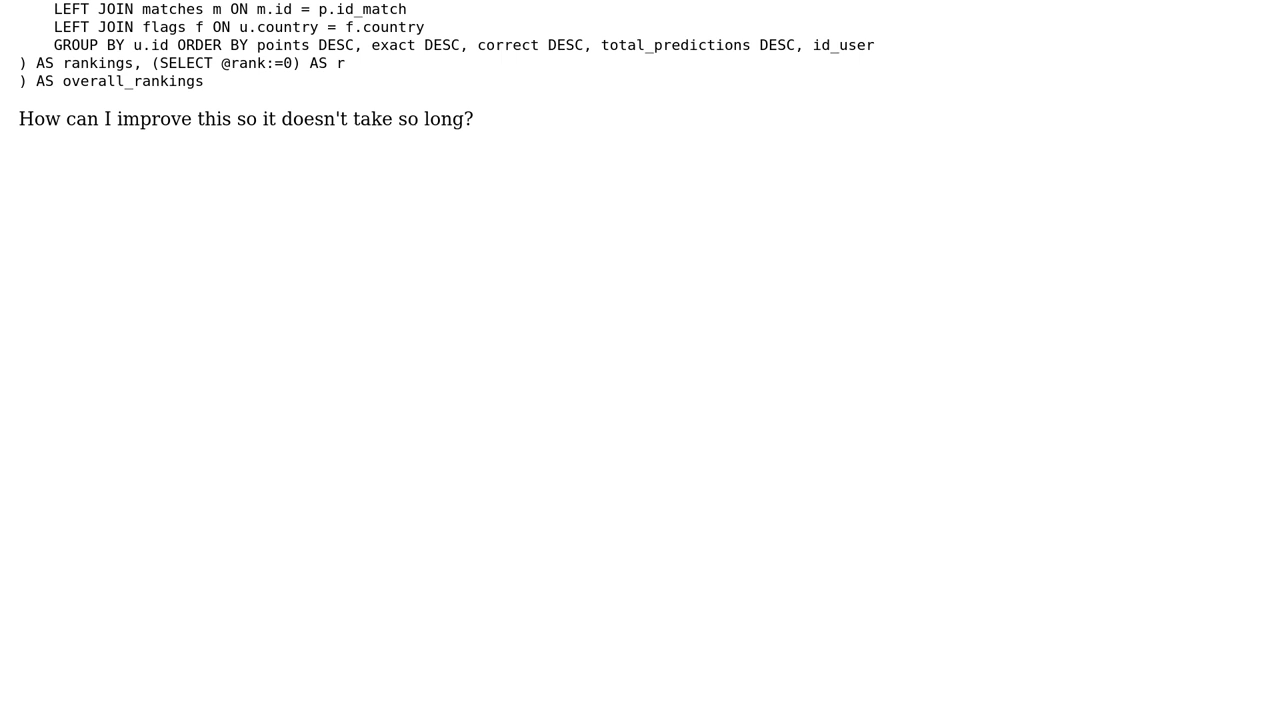 LEFT JOIN matches m ON m.id = p.id_match
LEFT JOIN flags f ON u.country = f.country
GROUP BY u.id ORDER BY points DESC, exact DESC, correct DESC, total_predictions DESC, id_user
) AS rankings, (SELECT @rank:=0) AS r
) AS overall_rankings
How can I improve this so it doesn't take so long?